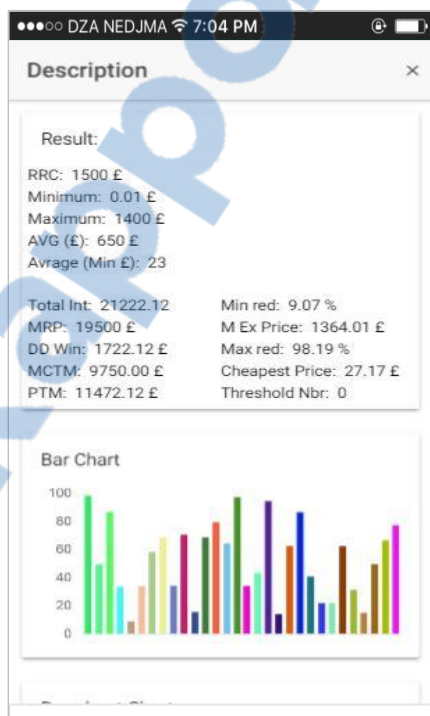 ●●●○○ DZA NEDJMA 7:04 PM
Description ×
Result:
RRC: 1500 £
Minimum: 0.01 £
Maximum: 1400 £
AVG (£): 650 £
Avrage (Min £): 23
Total Int: 21222.12 Min red: 9.07 %
MRP: 19500 £ M Ex Price: 1364.01 £
DD Win: 1722.12 £ Max red: 98.19 %
MCTM: 9750.00 £ Cheapest Price: 27.17 £
PTM: 11472.12 £ Threshold Nbr: 0
Bar Chart
100
80
60
40
20
0